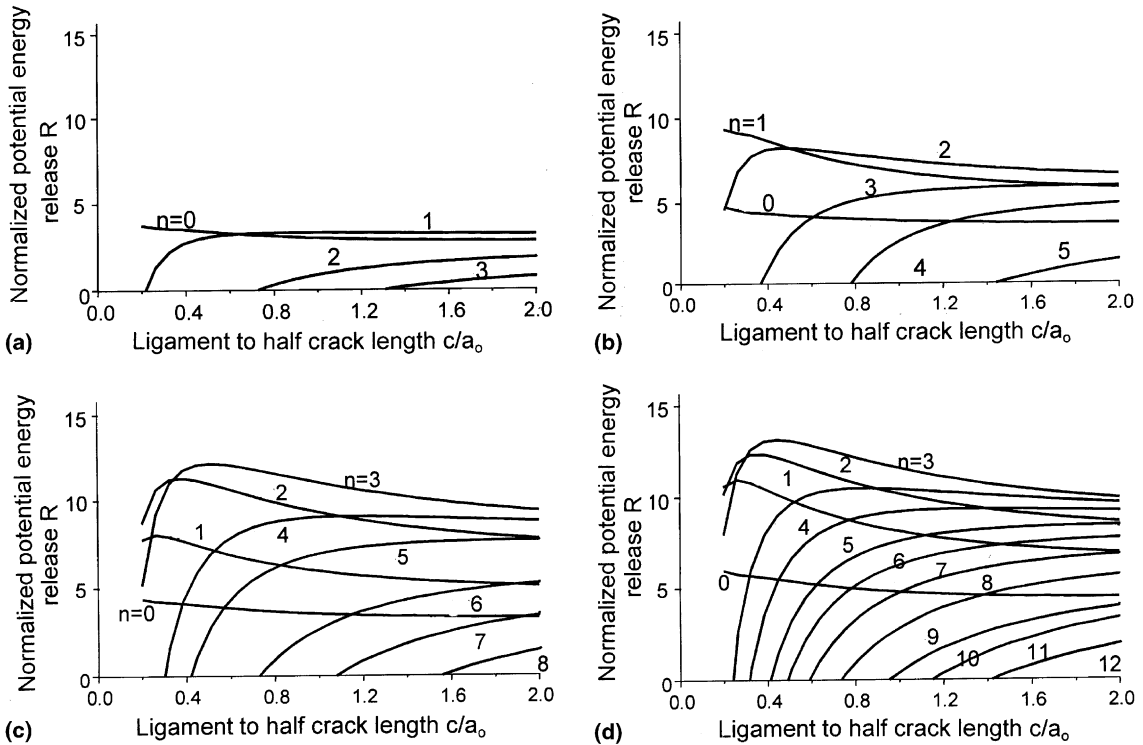 Normalized potential energy
release R
15
10
5
0
n=0
1
2
3
0.0 0.4 0.8 1.2 1.6 2.0
(a)
Ligament to half crack length c/ao
Normalized potential energy
release R
15
10
5
0
n=1
2
3
0
4
5
0.0 0.4 0.8 1.2 1.6 2.0
(b)
Ligament to half crack length c/ao
Normalized potential energy
release R
15
10
5
0
n=3
2
1
4
5
n=0
6
7
8
0.0 0.4 0.8 1.2 1.6 2.0
(c)
Ligament to half crack length c/ao
Normalized potential energy
release R
15
10
5
0
n=3
2
1
4
5
6
7
0
8
9
10
11
12
0.0 0.4 0.8 1.2 1.6 2.0
(d)
Ligament to half crack length c/ao